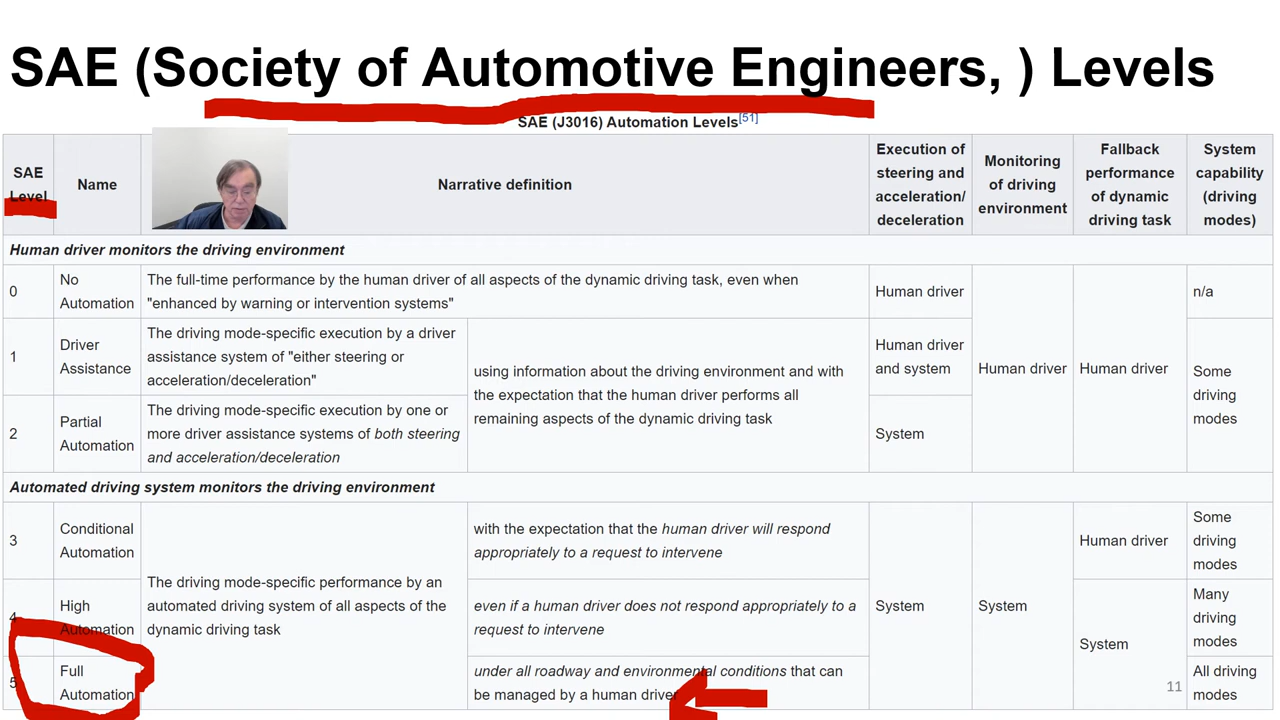 SAE (Society of Automotive Engineers, ) Levels
SAE (J3016) Automation Levels[51]
SAE
Level
Name
Narrative definition
Execution of
steering and
acceleration/
deceleration
Monitoring
of driving
environment
Fallback
performance
of dynamic
driving task
System
capability
(driving
modes)
Human driver monitors the driving environment
0
No
Automation
The full-time performance by the human driver of all aspects of the dynamic driving task, even when
"enhanced by warning or intervention systems"
Human driver
n/a
1
Driver
Assistance
The driving mode-specific execution by a driver
assistance system of "either steering or
acceleration/deceleration"
using information about the driving environment and with
the expectation that the human driver performs all
remaining aspects of the dynamic driving task
Human driver
and system
Human driver
Human driver
Some
driving
modes
2
Partial
Automation
The driving mode-specific execution by one or
more driver assistance systems of both steering
and acceleration/deceleration
System
Automated driving system monitors the driving environment
3
Conditional
Automation
The driving mode-specific performance by an
automated driving system of all aspects of the
dynamic driving task
with the expectation that the human driver will respond
appropriately to a request to intervene
System
System
Human driver
Some
driving
modes
4
High
Automation
even if a human driver does not respond appropriately to a
request to intervene
System
Many
driving
modes
5
Full
Automation
under all roadway and environmental conditions that can
be managed by a human driver
All driving
modes
11